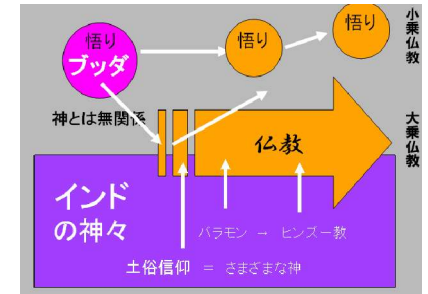 悟り
ブッダ
悟り
悟り
小乗仏教
神とは無関係
仏教
大乗仏教
インド
の神々
バラモン → ヒンズー教
土俗信仰 = さまざまな神